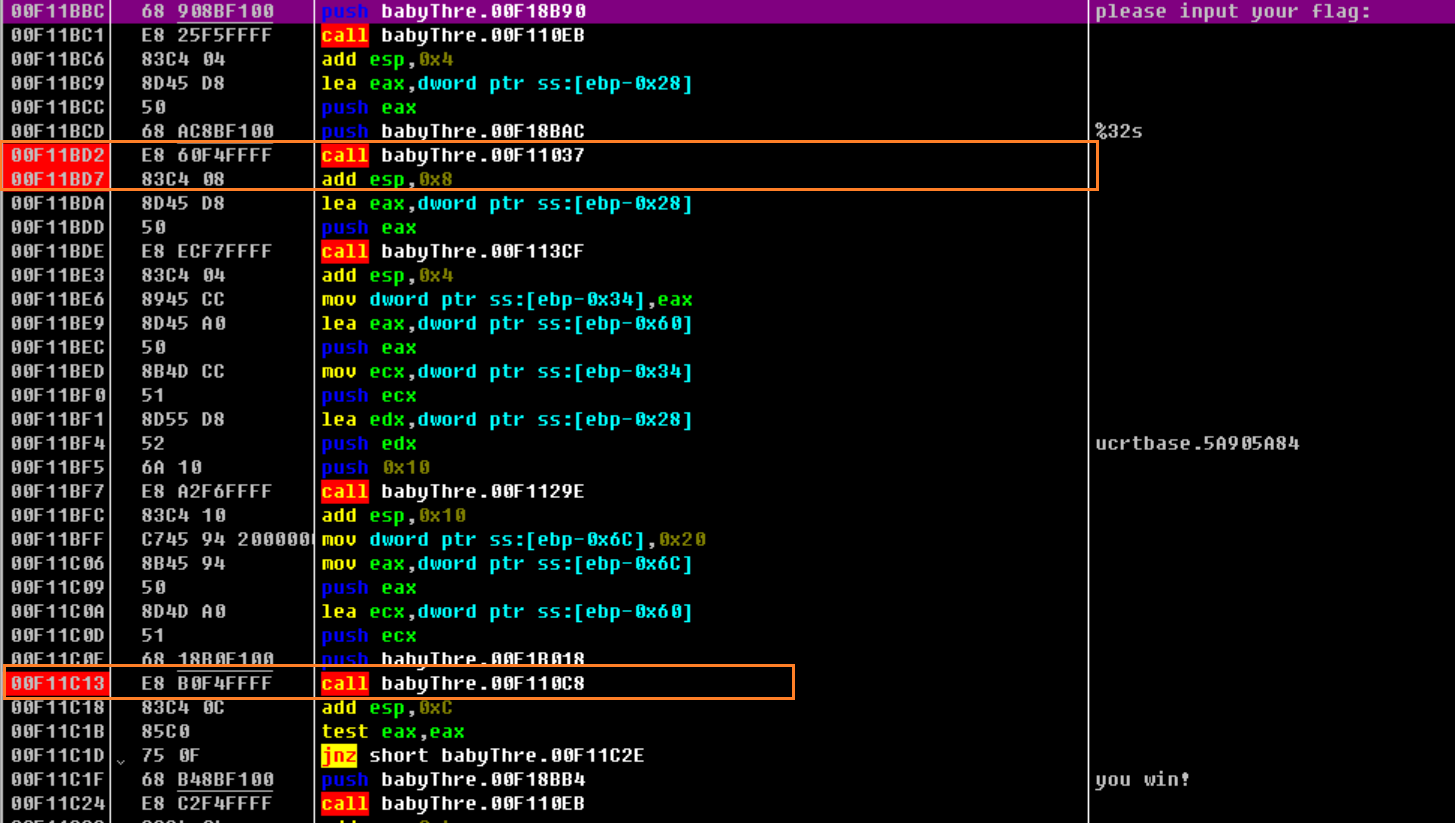 00F11BBC 68 908BF100 push babyThre.00F18B90 please input your flag:
00F11BC1 E8 25F5FFFF call babyThre.00F110EB
00F11BC6 83C4 04 add esp,0x4
00F11BC9 8D45 D8 lea eax,dword ptr ss:[ebp-0x28]
00F11BCC 50 push eax
00F11BCD 68 AC8BF100 push babyThre.00F18BAC %32s
00F11BD2 E8 60F4FFFF call babyThre.00F11037
00F11BD7 83C4 08 add esp,0x8
00F11BDA 8D45 D8 lea eax,dword ptr ss:[ebp-0x28]
00F11BDD 50 push eax
00F11BDE E8 ECF7FFFF call babyThre.00F113CF
00F11BE3 83C4 04 add esp,0x4
00F11BE6 8945 CC mov dword ptr ss:[ebp-0x34],eax
00F11BE9 8D45 A0 lea eax,dword ptr ss:[ebp-0x60]
00F11BEC 50 push eax
00F11BED 8B4D CC mov ecx,dword ptr ss:[ebp-0x34]
00F11BF0 51 push ecx
00F11BF1 8D55 D8 lea edx,dword ptr ss:[ebp-0x28]
00F11BF4 52 push edx ucrtbase.5A905A84
00F11BF5 6A 10 push 0x10
00F11BF7 E8 A2F6FFFF call babyThre.00F1129E
00F11BFC 83C4 10 add esp,0x10
00F11BFF C745 94 2000000 mov dword ptr ss:[ebp-0x6C],0x20
00F11C06 8B45 94 mov eax,dword ptr ss:[ebp-0x6C]
00F11C09 50 push eax
00F11C0A 8D4D A0 lea ecx,dword ptr ss:[ebp-0x60]
00F11C0D 51 push ecx
00F11C0E 68 18B0F100 push babyThre.00F1B018
00F11C13 E8 B0F4FFFF call babyThre.00F110C8
00F11C18 83C4 0C add esp,0xC
00F11C1B 85C0 test eax,eax
00F11C1D 75 0F jnz short babyThre.00F11C2E
00F11C1F 68 B48BF100 push babyThre.00F18BB4 you win!
00F11C24 E8 C2F4FFFF call babyThre.00F110EB